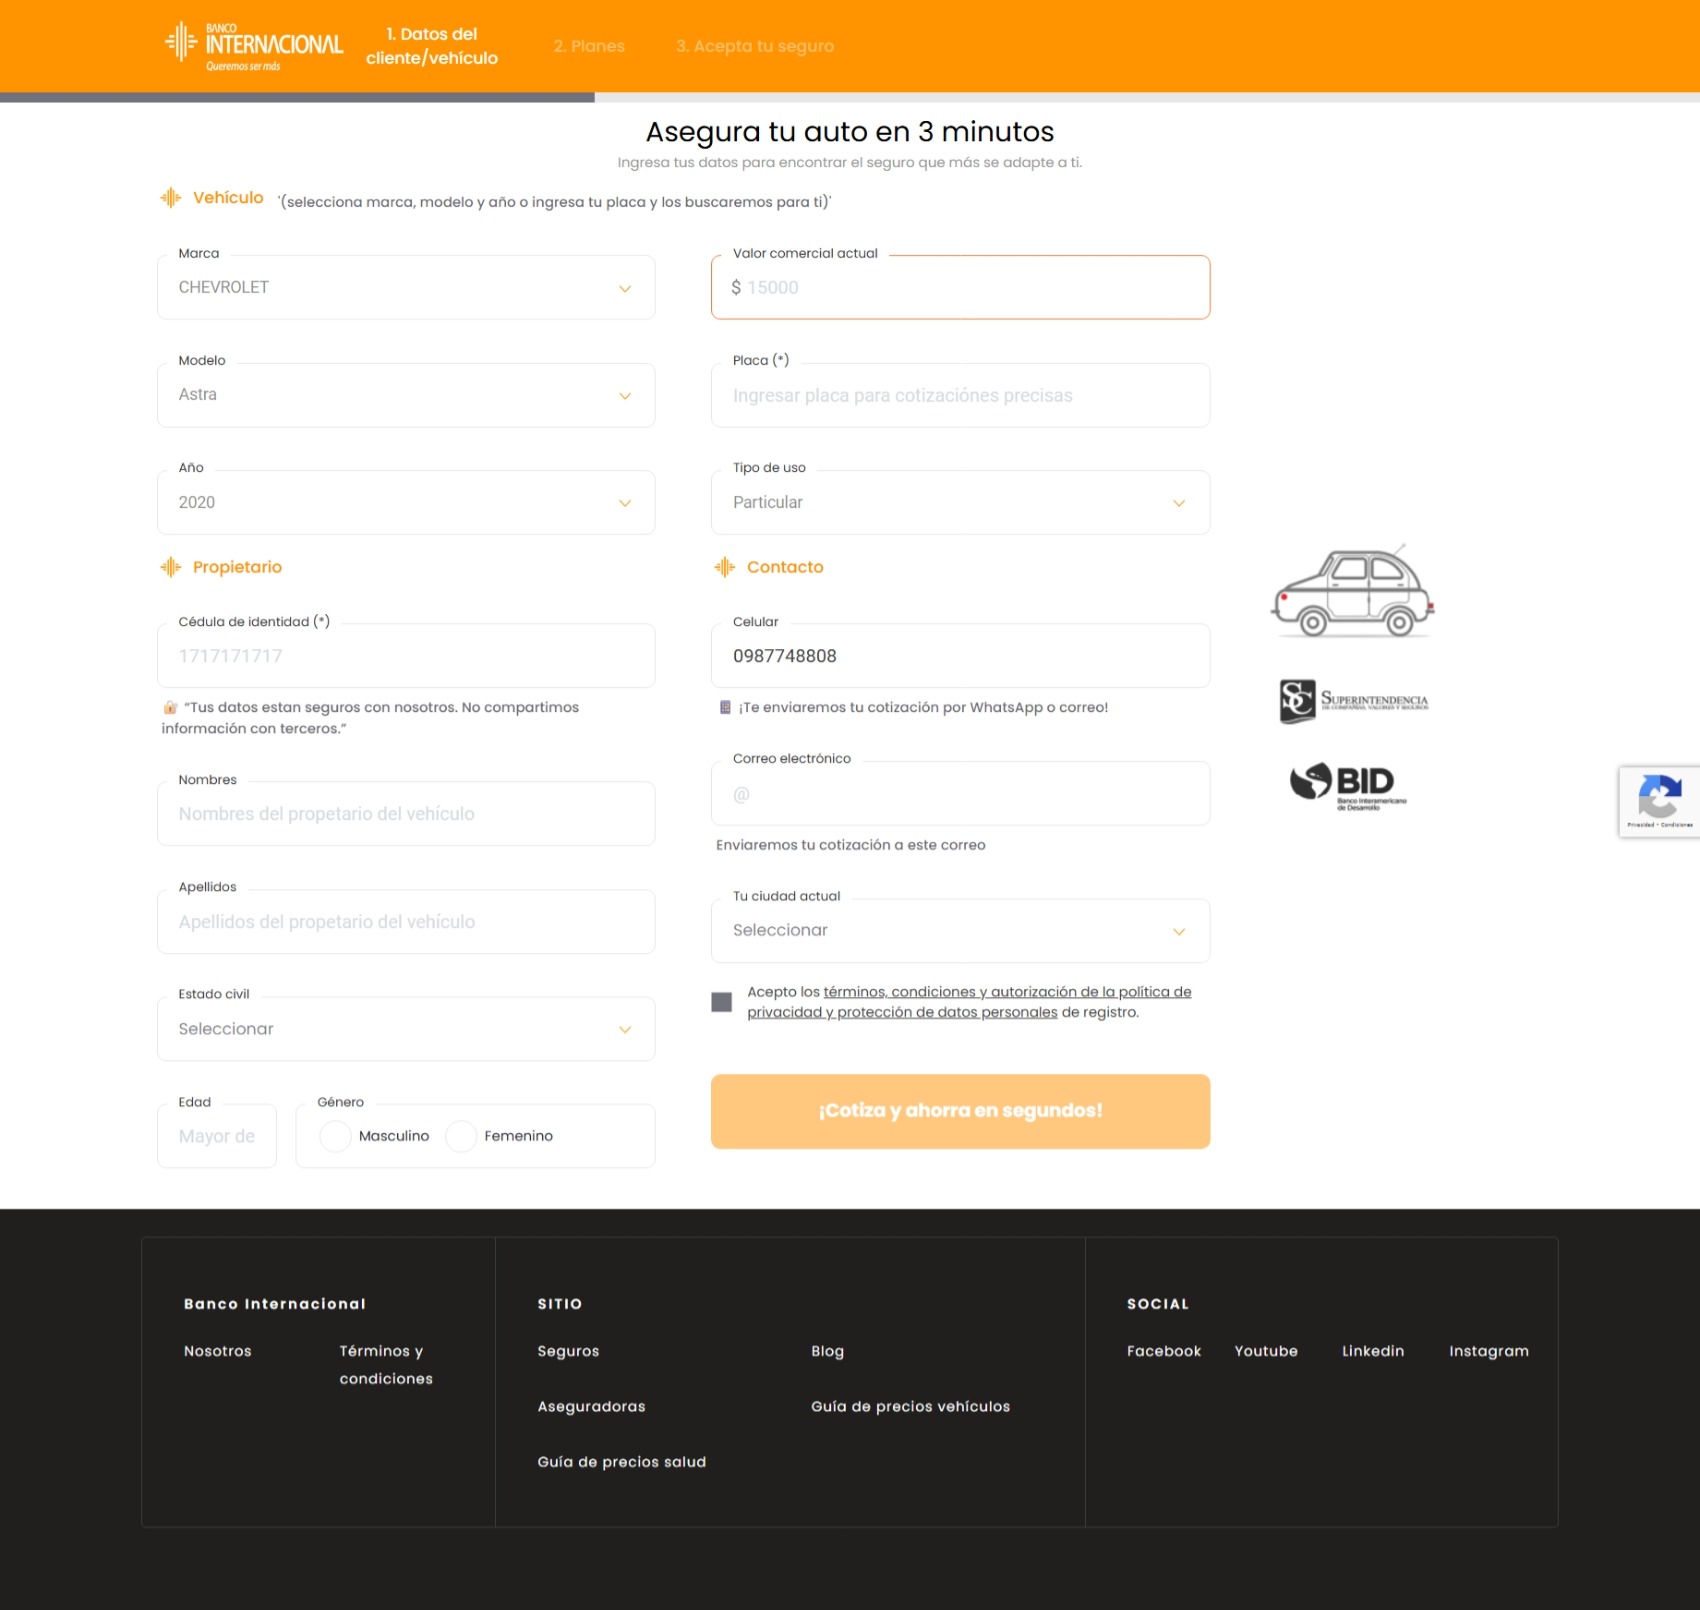 BANCO
INTERNACIONAL
Queremos ser más
1. Datos del
cliente/vehículo
2. Planes
3. Acepta tu seguro
Asegura tu auto en 3 minutos
Ingresa tus datos para encontrar el seguro que más se adapte a ti.
Vehículo '(selecciona marca, modelo y año o ingresa tu placa y los buscaremos para ti)'
Marca
CHEVROLET
Valor comercial actual
$ 15000
Modelo
Astra
Placa (*)
Ingresar placa para cotizaciónes precisas
Año
2020
Tipo de uso
Particular
Propietario
Contacto
Cédula de identidad (*)
1717171717
"Tus datos estan seguros con nosotros. No compartimos
información con terceros."
Celular
0987748808
¡Te enviaremos tu cotización por WhatsApp o correo!
Nombres
Nombres del propetario del vehículo
Correo electrónico
@
Enviaremos tu cotización a este correo
Apellidos
Apellidos del propetario del vehículo
Tu ciudad actual
Seleccionar
Estado civil
Seleccionar
Acepto los términos, condiciones y autorización de la política de
privacidad y protección de datos personales de registro.
Edad
Mayor de
Género
Masculino
Femenino
¡Cotiza y ahorra en segundos!
SC
SUPERINTENDENCIA
DE COMPAÑÍAS, VALORES Y SEGUROS
BID
Banco Interamericano
de Desarrollo
Privacidad - Condiciones
Banco Internacional
Nosotros
Términos y
condiciones
SITIO
Seguros
Blog
Aseguradoras
Guía de precios vehículos
Guía de precios salud
SOCIAL
Facebook
Youtube
Linkedin
Instagram